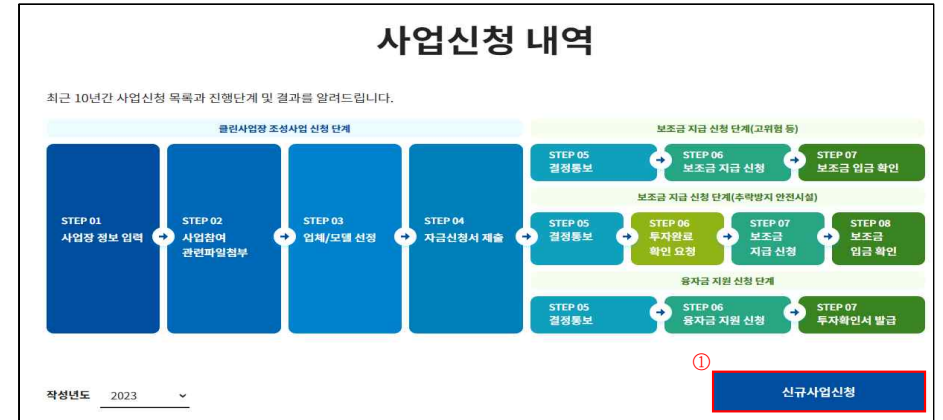 사업신청 내역
최근 10년간 사업신청 목록과 진행단계 및 결과를 알려드립니다.
클린사업장 조성사업 신청 단계
STEP 01
사업장 정보 입력
STEP 02
사업참여
관련파일첨부
STEP 03
업체/모델 선정
STEP 04
자금신청서 제출
보조금 지급 신청 단계(고위험 등)
STEP 05
결정통보
STEP 06
보조금 지급 신청
STEP 07
보조금 입금 확인
보조금 지급 신청 단계(추락방지 안전시설)
STEP 05
결정통보
STEP 06
투자완료
확인 요청
STEP 07
보조금
지급 신청
STEP 08
보조금
입금 확인
융자금 지원 신청 단계
STEP 05
결정통보
STEP 06
융자금 지원 신청
STEP 07
투자확인서 발급
①
작성년도 2023
신규사업신청